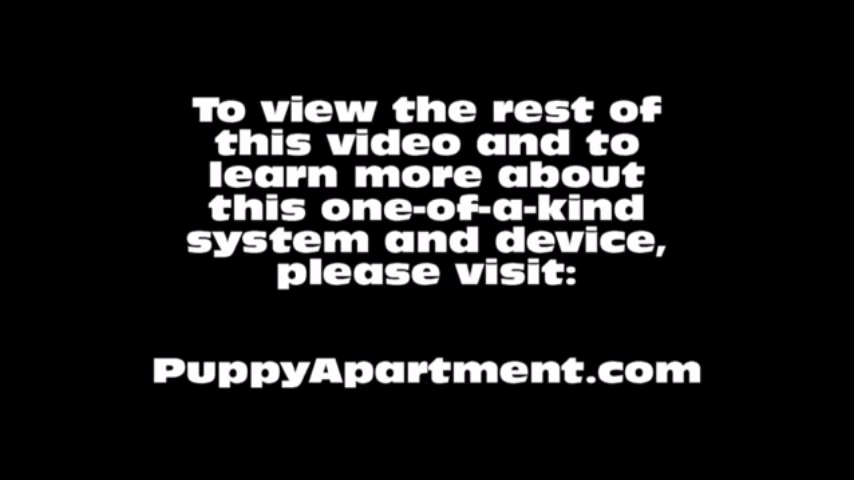 To view the rest of
this video and to
learn more about
this one-of-a-kind
system and device,
please visit:
PuppyApartment.com